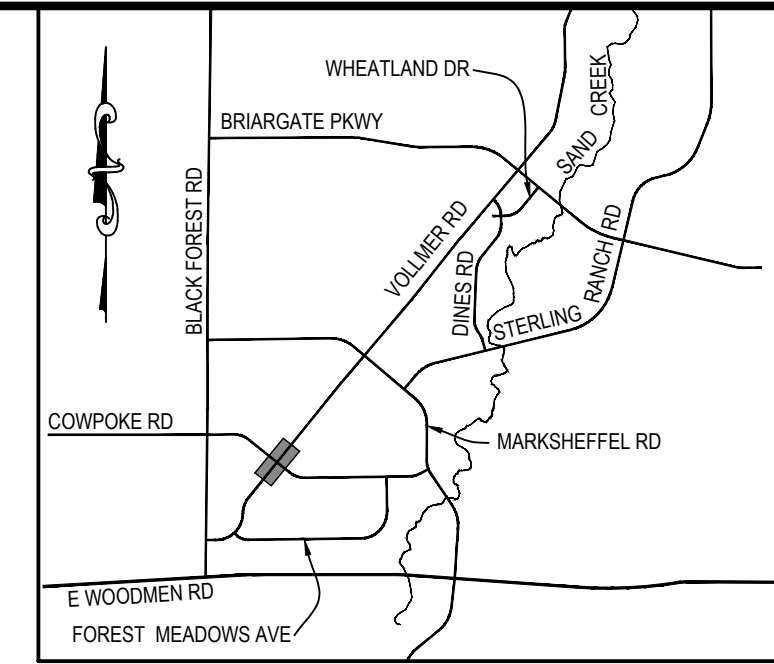 WHEATLAND DR
BRIARGATE PKWY
SAND CREEK
BLACK FOREST RD
VOLLMER RD
DINES RD
STERLING RANCH RD
COWPOKE RD
MARKSHEFFEL RD
E WOODMEN RD
FOREST MEADOWS AVE